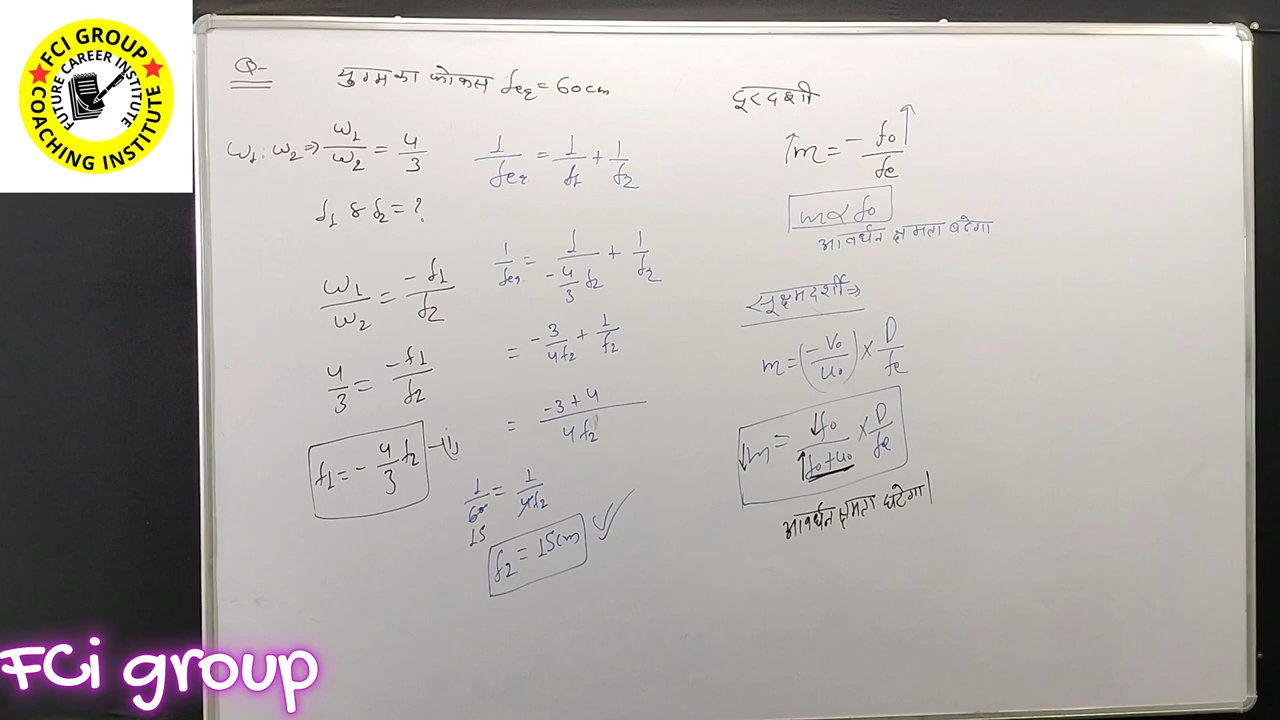 FCI GROUP
FUTURE CAREER INSTITUTE
COACHING INSTITUTE
Q-
युग्म का फोकस feq = 60cm
ω₁:ω₂ ⇒ ω₁/ω₂ = 4/3
f₁ & f₂ = ?
ω₁/ω₂ = -f₁/f₂
4/3 = -f₁/f₂
f₁ = -4/3 f₂ -(1)
1/feq = 1/f₁ + 1/f₂
1/feq = 1/(-4/3 f₂) + 1/f₂
= -3/4f₂ + 1/f₂
= (-3+4)/4f₂
1/60 = 1/4f₂
15
f₂ = 15cm
दूरदर्शी
↑m = - fo↑/fe
m ∝ fo
आवर्धन क्षमता बढेगा
सूक्ष्मदर्शी ⇒
m = (-vo/uo) × D/fe
↓m = ↓fo/↑(fo+uo) × D/fe
आवर्धन क्षमता घटेगा।
FCi group